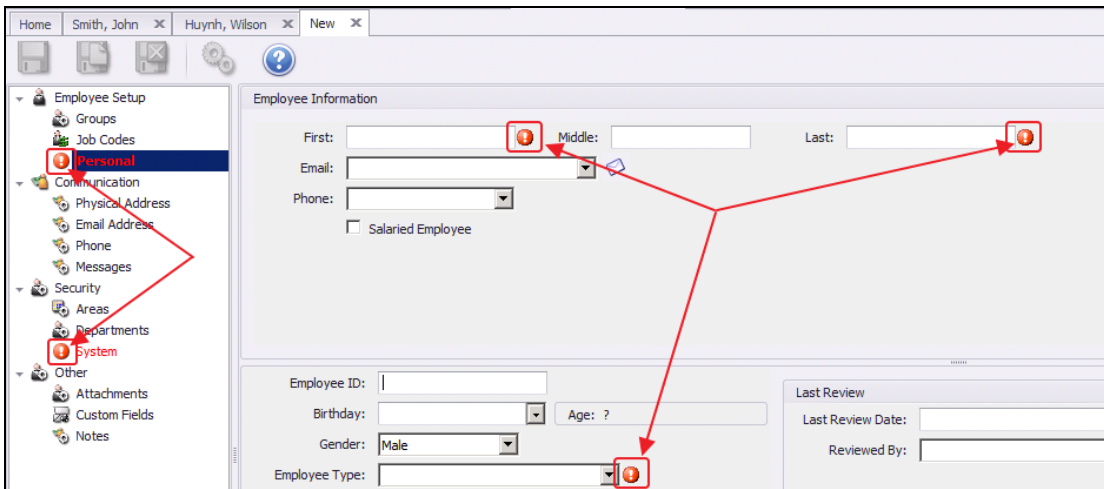 Home Smith, John Huynh, Wilson New
Employee Setup
Groups
Job Codes
Personal
Communication
Physical Address
Email Address
Phone
Messages
Security
Areas
Departments
System
Other
Attachments
Custom Fields
Notes
Employee Information
First: Middle: Last:
Email:
Phone:
Salaried Employee
Employee ID:
Birthday: Age: ?
Gender: Male
Employee Type:
Last Review
Last Review Date:
Reviewed By: